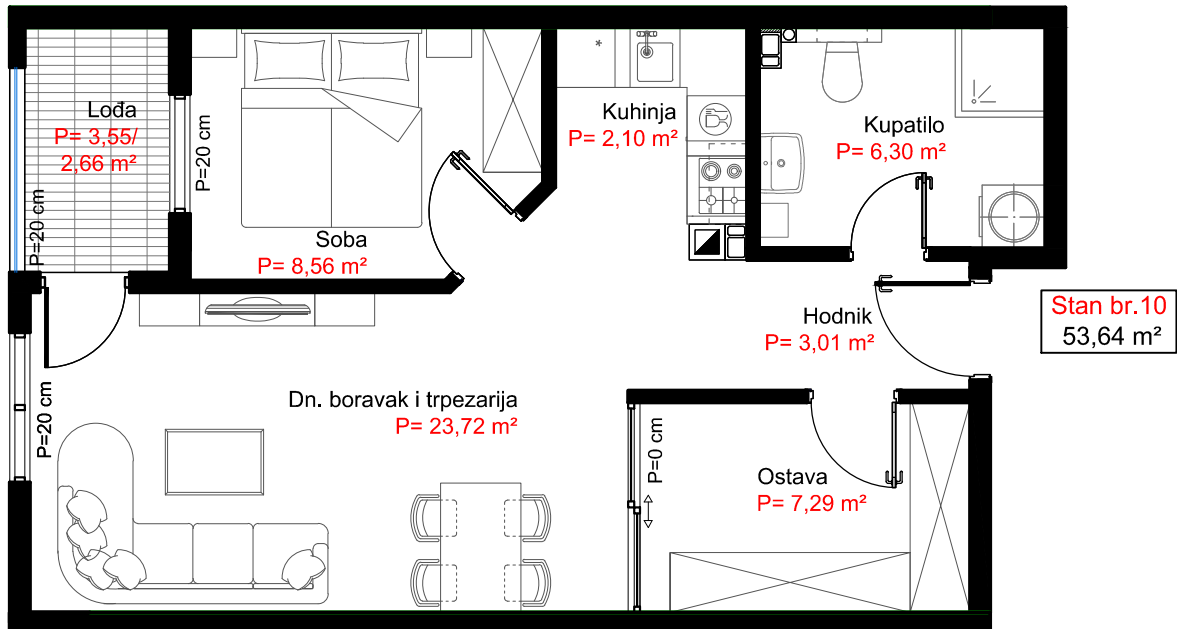 Lođa
P= 3,55/
2,66 m²
P=20 cm
P=20 cm
Soba
P= 8,56 m²
Kuhinja
P= 2,10 m²
Kupatilo
P= 6,30 m²
Hodnik
P= 3,01 m²
Stan br.10
53,64 m²
Dn. boravak i trpezarija
P= 23,72 m²
P=20 cm
P=0 cm
Ostava
P= 7,29 m²